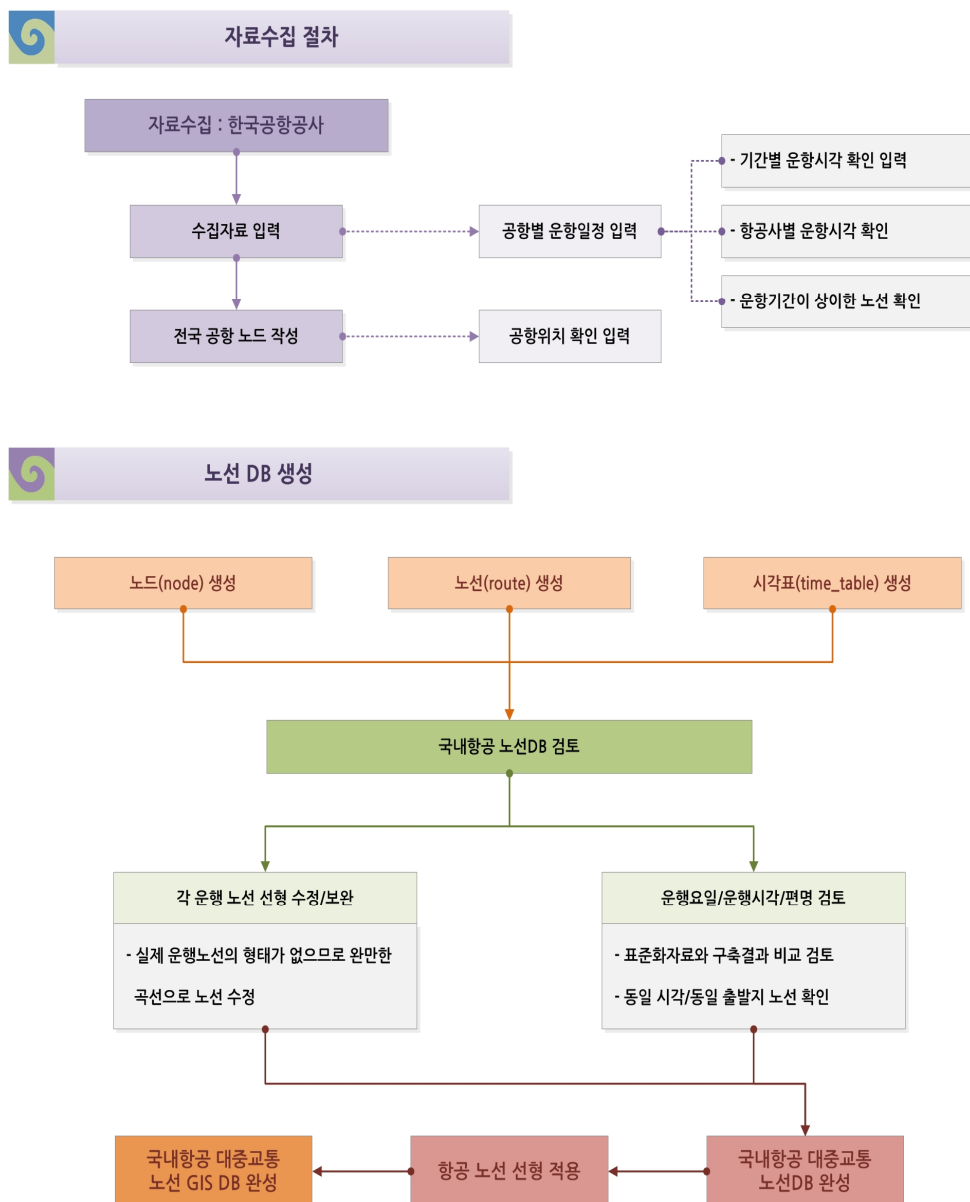 자료수집 절차
자료수집 : 한국공항공사
수집자료 입력
공항별 운항일정 입력
- 기간별 운항시각 확인 입력
- 항공사별 운항시각 확인
- 운항기간이 상이한 노선 확인
전국 공항 노드 작성
공항위치 확인 입력
노선 DB 생성
노드(node) 생성
노선(route) 생성
시각표(time_table) 생성
국내항공 노선DB 검토
각 운행 노선 선형 수정/보완
- 실제 운행노선의 형태가 없으므로 완만한
곡선으로 노선 수정
운행요일/운행시각/편명 검토
- 표준화자료와 구축결과 비교 검토
- 동일 시각/동일 출발지 노선 확인
국내항공 대중교통
노선 GIS DB 완성
항공 노선 선형 적용
국내항공 대중교통
노선DB 완성